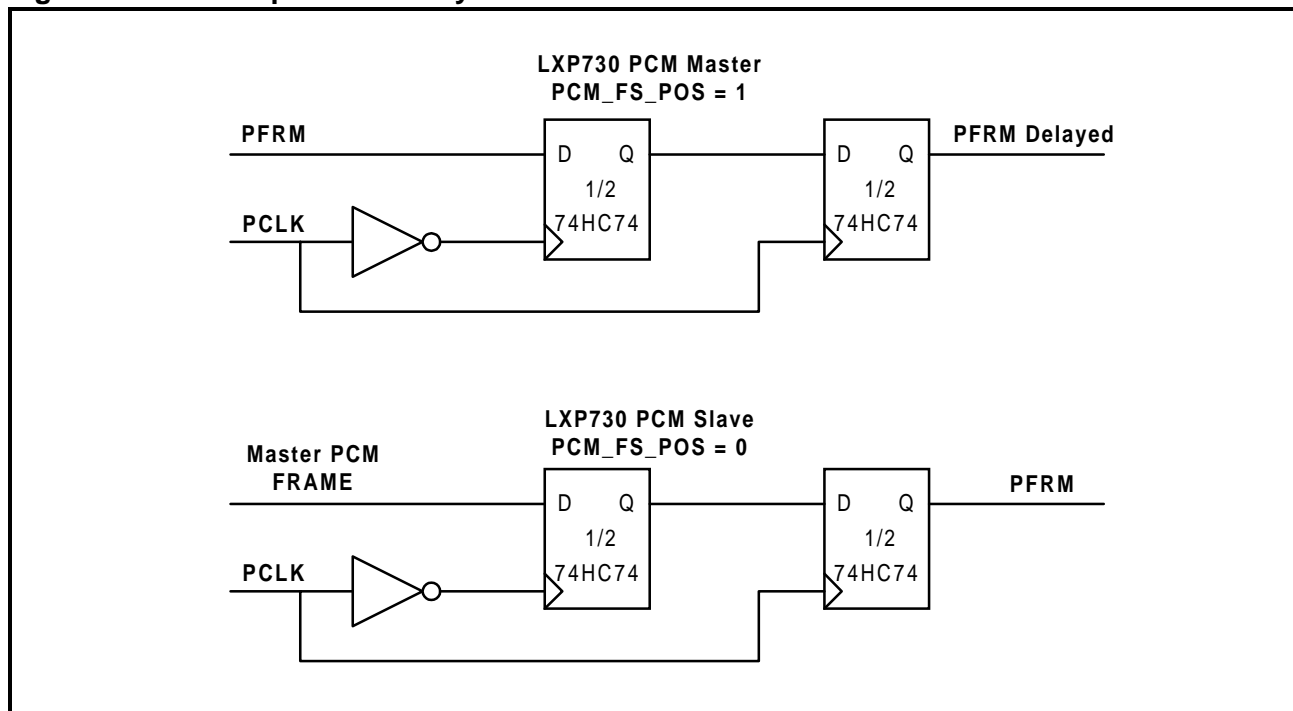 LXP730 PCM Master
PCM_FS_POS = 1
PFRM
D Q
D Q
PFRM Delayed
1/2
1/2
PCLK
74HC74
74HC74
LXP730 PCM Slave
PCM_FS_POS = 0
Master PCM
FRAME
D Q
D Q
PFRM
1/2
1/2
PCLK
74HC74
74HC74